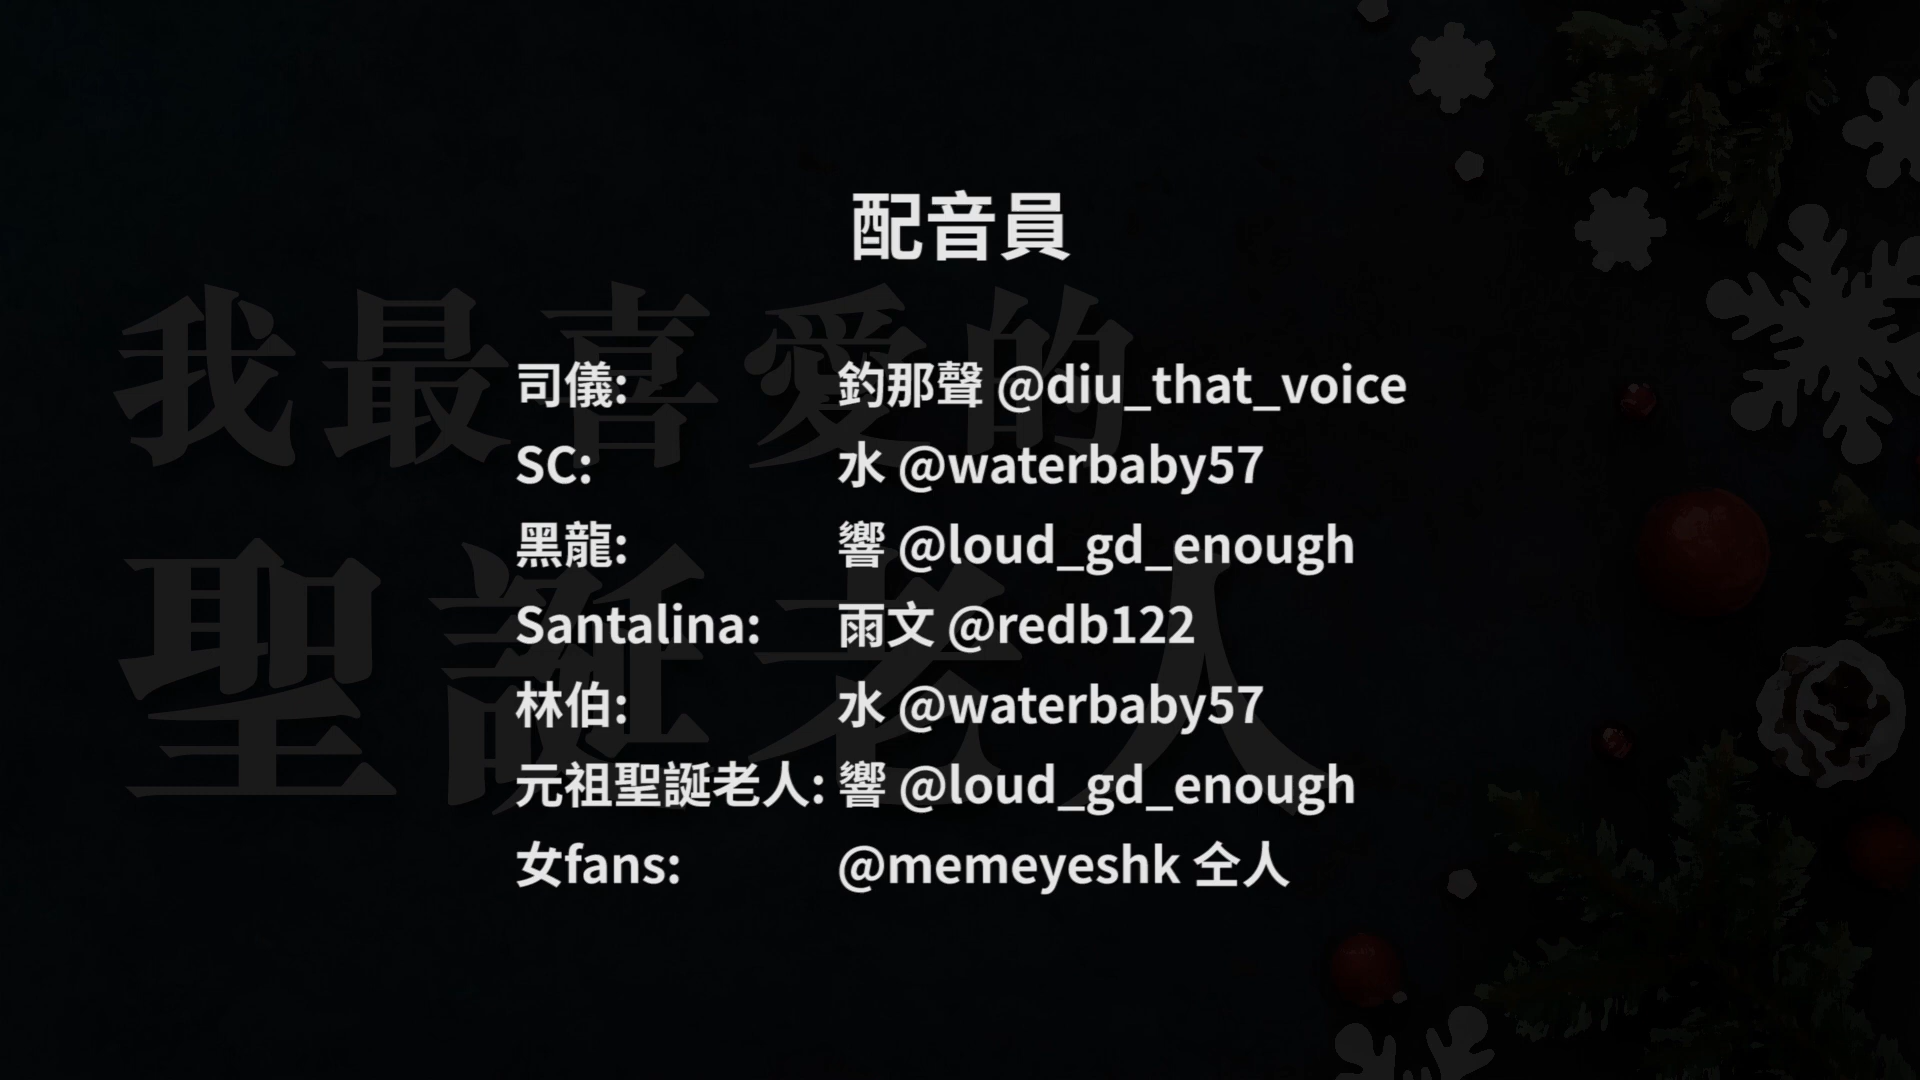 配音員
我最喜愛的
聖誕老人
司儀: 釣那聲 @diu_that_voice
SC: 水 @waterbaby57
黑龍: 響 @loud_gd_enough
Santalina: 雨文 @redb122
林伯: 水 @waterbaby57
元祖聖誕老人: 響 @loud_gd_enough
女fans: @memeyeshk 仝人